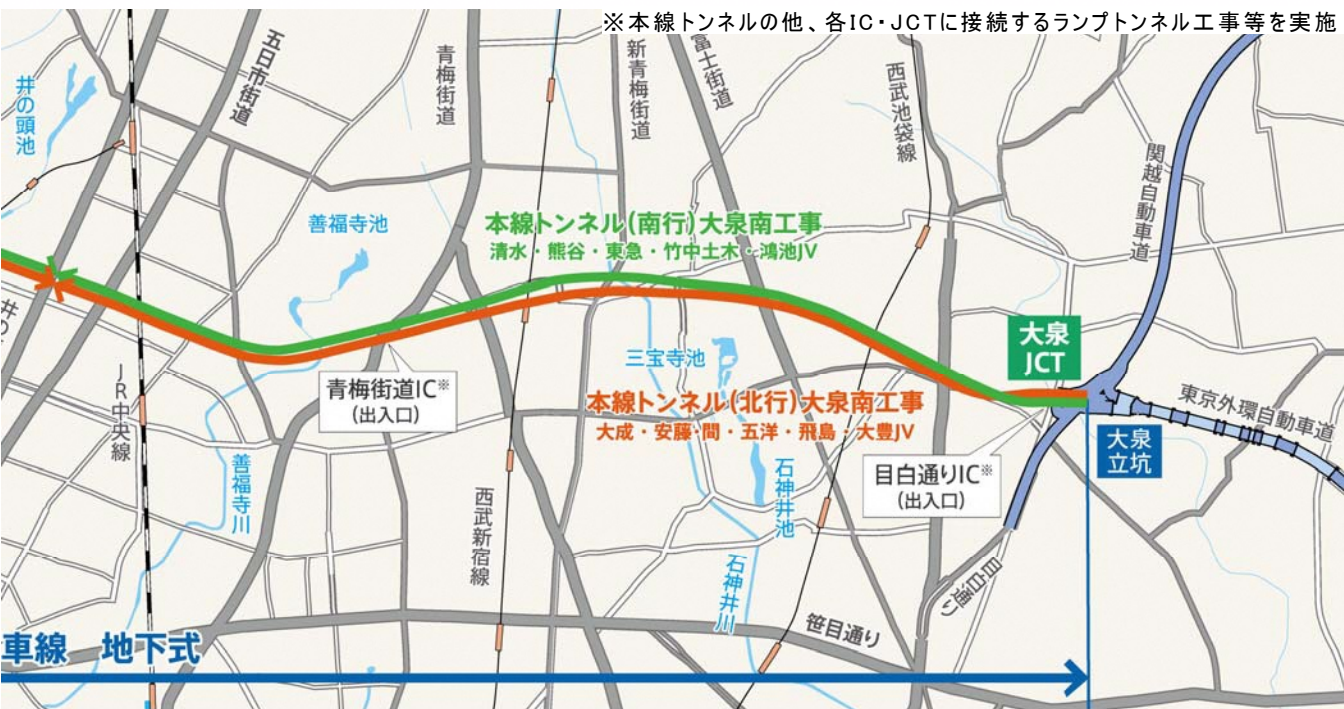 ※本線トンネルの他、各IC・JCTに接続するランプトンネル工事等を実施
井の頭池
五日市街道
青梅街道
新青梅街道
富士街道
西武池袋線
関越自動車道
善福寺池
本線トンネル(南行)大泉南工事
清水・熊谷・東急・竹中土木・鴻池JV
井の
JR中央線
青梅街道IC※
(出入口)
三宝寺池
大泉
JCT
本線トンネル(北行)大泉南工事
大成・安藤・間・五洋・飛島・大豊JV
東京外環自動車道
大泉
立坑
目白通りIC※
(出入口)
善福寺川
西武新宿線
石神井池
石神井川
目白通り
笹目通り
車線 地下式